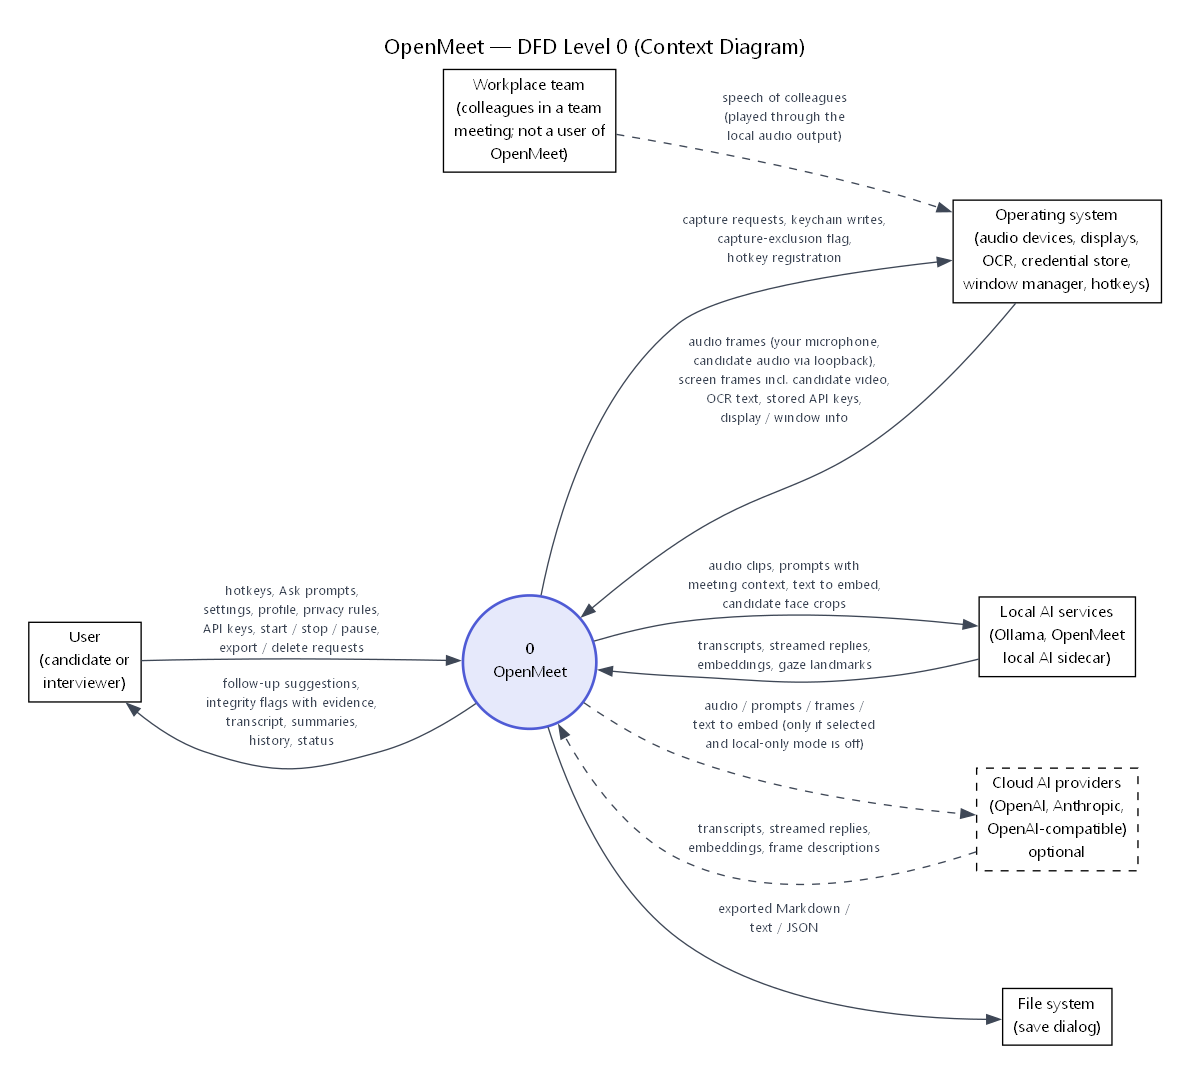 OpenMeet — DFD Level 0 (Context Diagram)
Workplace team
(colleagues in a team
meeting; not a user of
OpenMeet)
speech of colleagues
(played through the
local audio output)
Operating system
(audio devices, displays,
OCR, credential store,
window manager, hotkeys)
capture requests, keychain writes,
capture-exclusion flag,
hotkey registration
audio frames (your microphone,
candidate audio via loopback),
screen frames incl. candidate video,
OCR text, stored API keys,
display / window info
User
(candidate or
interviewer)
hotkeys, Ask prompts,
settings, profile, privacy rules,
API keys, start / stop / pause,
export / delete requests
follow-up suggestions,
integrity flags with evidence,
transcript, summaries,
history, status
0
OpenMeet
audio clips, prompts with
meeting context, text to embed,
candidate face crops
transcripts, streamed replies,
embeddings, gaze landmarks
Local AI services
(Ollama, OpenMeet
local AI sidecar)
audio / prompts / frames /
text to embed (only if selected
and local-only mode is off)
Cloud AI providers
(OpenAI, Anthropic,
OpenAI-compatible)
optional
transcripts, streamed replies,
embeddings, frame descriptions
exported Markdown /
text / JSON
File system
(save dialog)